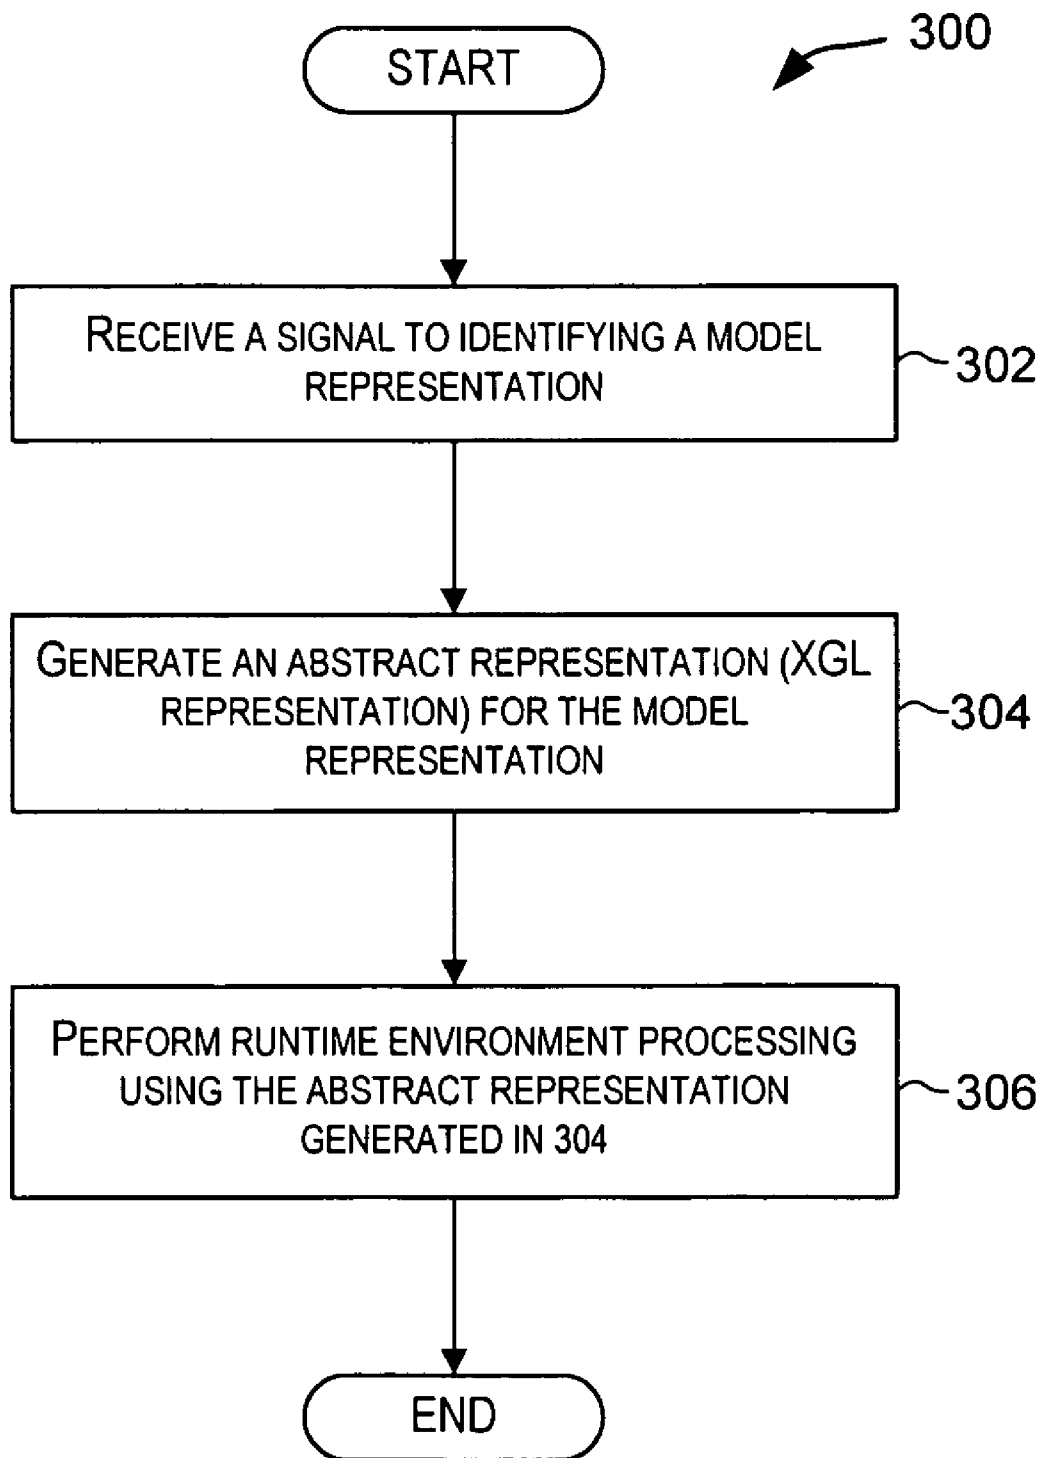 START
300
RECEIVE A SIGNAL TO IDENTIFYING A MODEL
REPRESENTATION
302
GENERATE AN ABSTRACT REPRESENTATION (XGL
REPRESENTATION) FOR THE MODEL
REPRESENTATION
304
PERFORM RUNTIME ENVIRONMENT PROCESSING
USING THE ABSTRACT REPRESENTATION
GENERATED IN 304
306
END